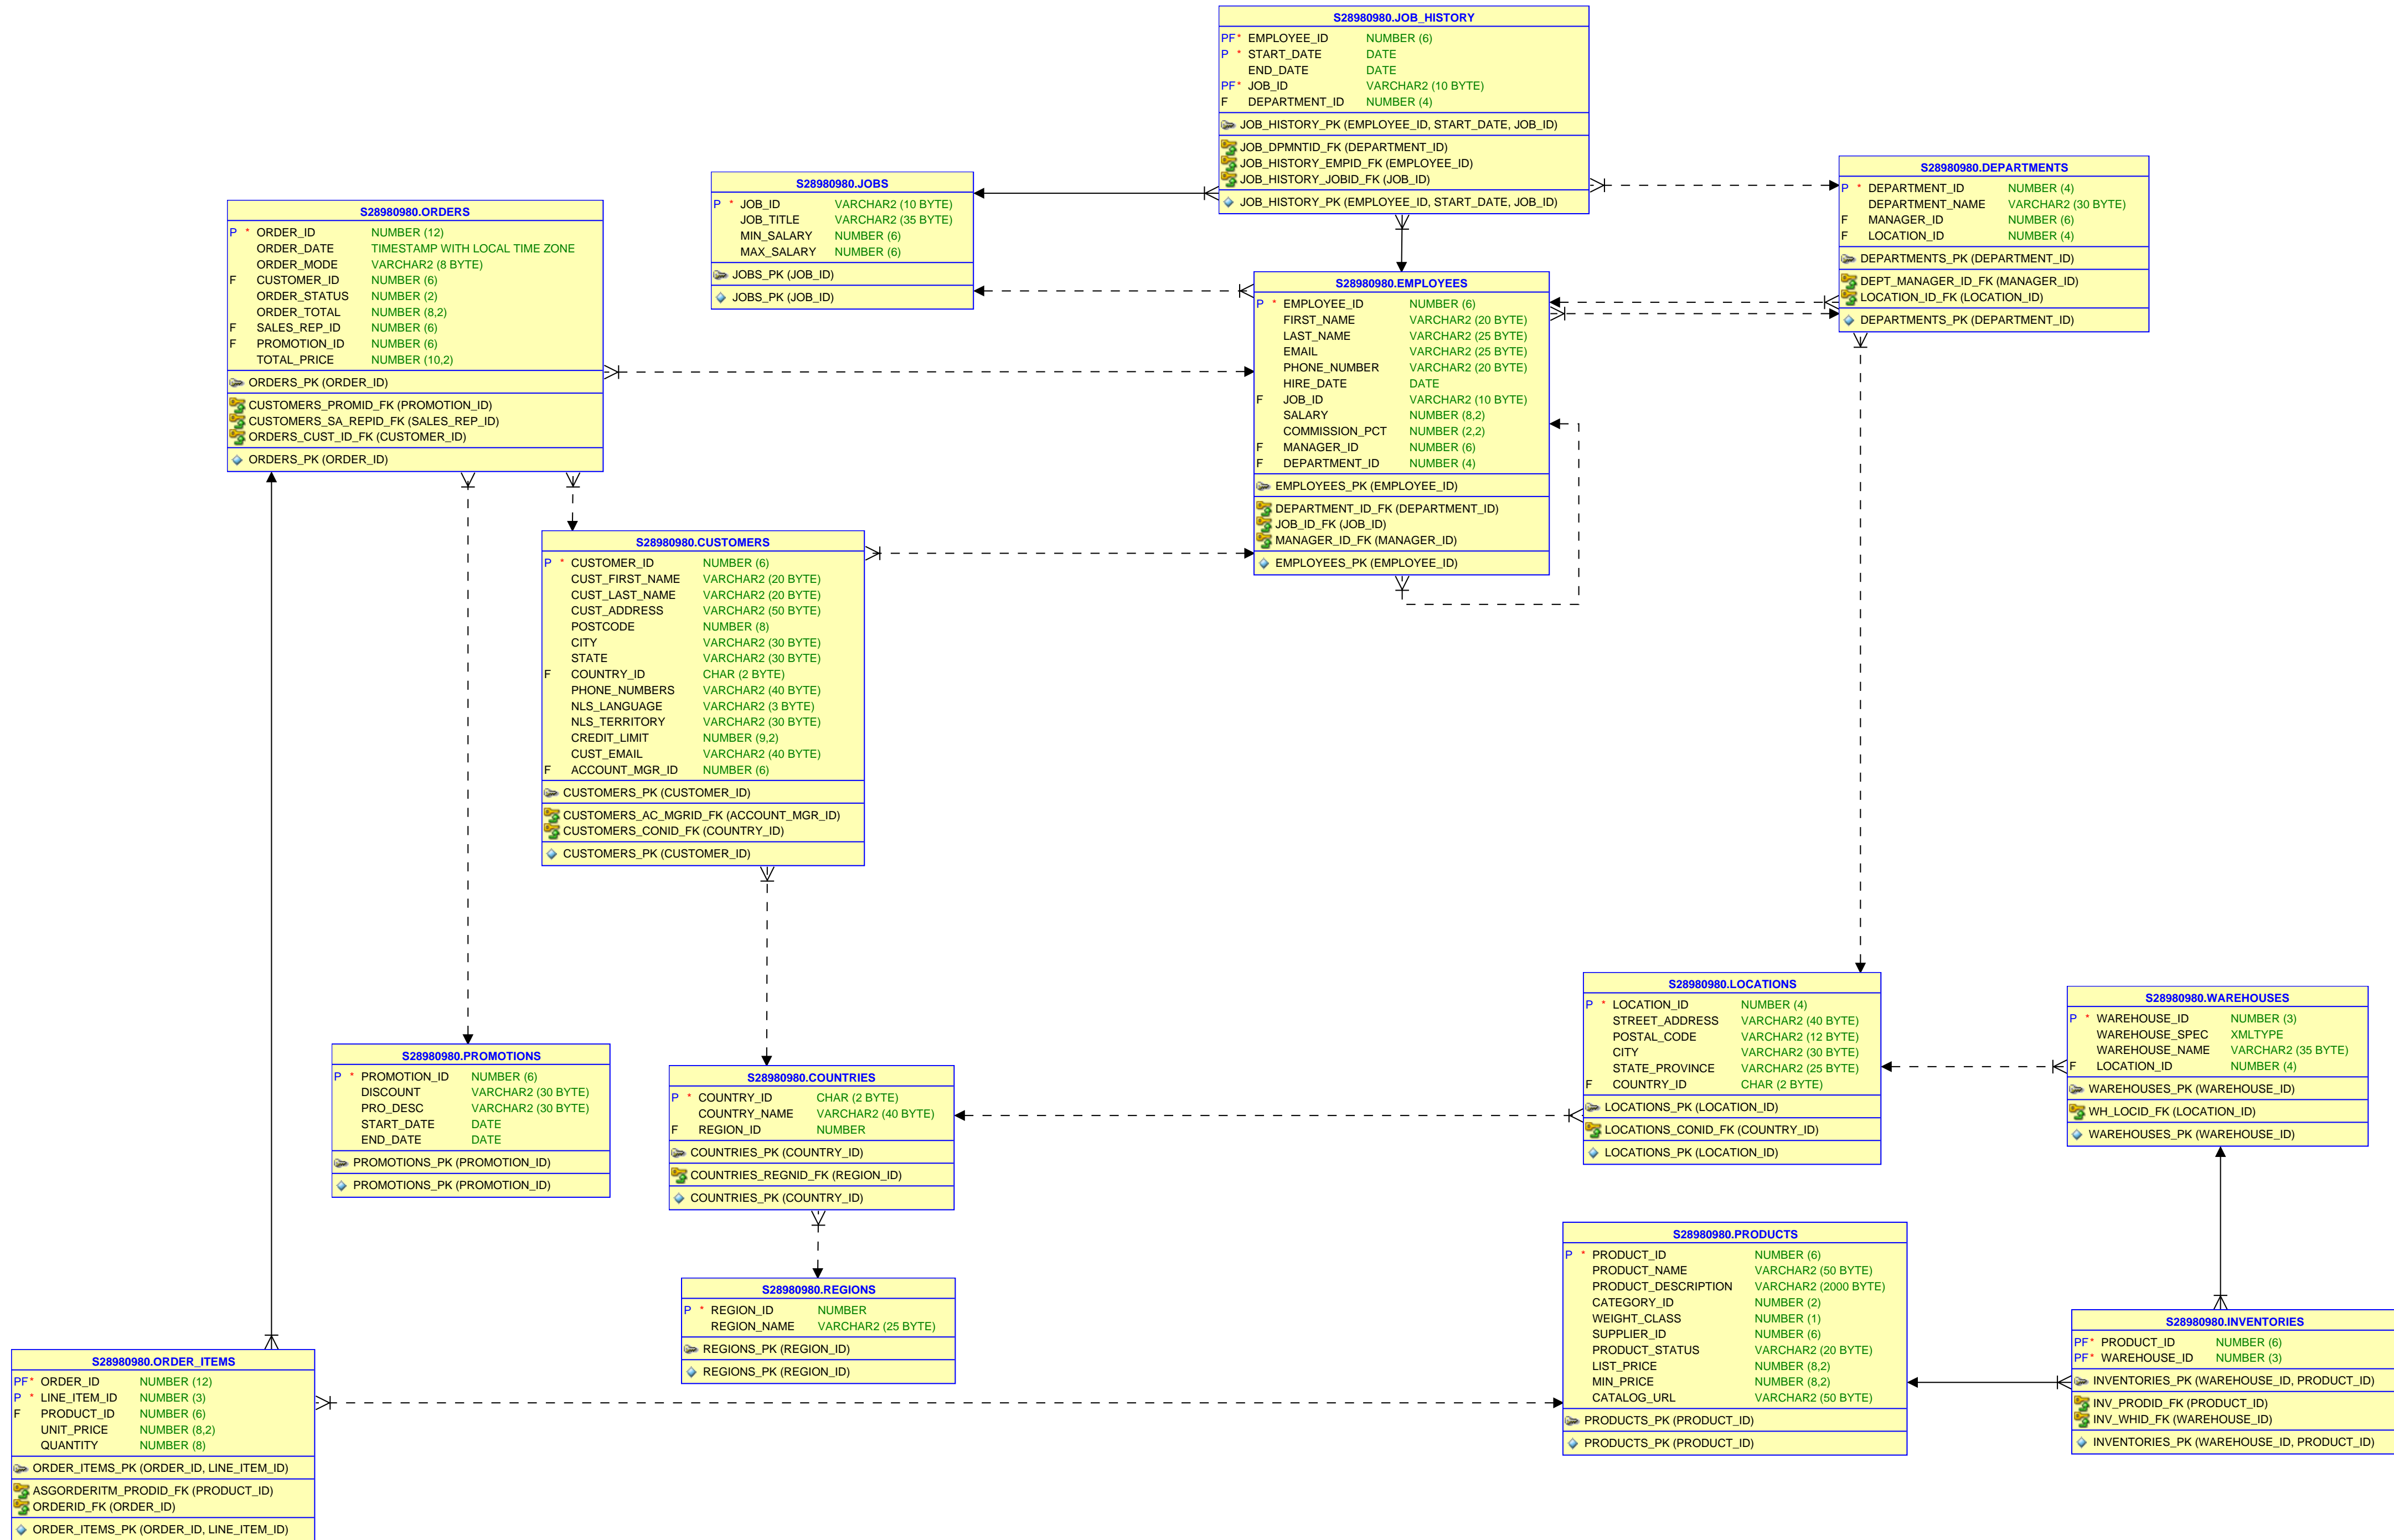 S28980980.JOB_HISTORY
PF* EMPLOYEE_ID NUMBER (6)
P * START_DATE DATE
END_DATE DATE
PF* JOB_ID VARCHAR2 (10 BYTE)
F DEPARTMENT_ID NUMBER (4)
JOB_HISTORY_PK (EMPLOYEE_ID, START_DATE, JOB_ID)
JOB_DPMNTID_FK (DEPARTMENT_ID)
JOB_HISTORY_EMPID_FK (EMPLOYEE_ID)
JOB_HISTORY_JOBID_FK (JOB_ID)
JOB_HISTORY_PK (EMPLOYEE_ID, START_DATE, JOB_ID)
S28980980.DEPARTMENTS
P * DEPARTMENT_ID NUMBER (4)
DEPARTMENT_NAME VARCHAR2 (30 BYTE)
F MANAGER_ID NUMBER (6)
F LOCATION_ID NUMBER (4)
DEPARTMENTS_PK (DEPARTMENT_ID)
DEPT_MANAGER_ID_FK (MANAGER_ID)
LOCATION_ID_FK (LOCATION_ID)
DEPARTMENTS_PK (DEPARTMENT_ID)
S28980980.JOBS
P * JOB_ID VARCHAR2 (10 BYTE)
JOB_TITLE VARCHAR2 (35 BYTE)
MIN_SALARY NUMBER (6)
MAX_SALARY NUMBER (6)
JOBS_PK (JOB_ID)
JOBS_PK (JOB_ID)
S28980980.ORDERS
P * ORDER_ID NUMBER (12)
ORDER_DATE TIMESTAMP WITH LOCAL TIME ZONE
ORDER_MODE VARCHAR2 (8 BYTE)
F CUSTOMER_ID NUMBER (6)
ORDER_STATUS NUMBER (2)
ORDER_TOTAL NUMBER (8,2)
F SALES_REP_ID NUMBER (6)
F PROMOTION_ID NUMBER (6)
TOTAL_PRICE NUMBER (10,2)
ORDERS_PK (ORDER_ID)
CUSTOMERS_PROMID_FK (PROMOTION_ID)
CUSTOMERS_SA_REPID_FK (SALES_REP_ID)
ORDERS_CUST_ID_FK (CUSTOMER_ID)
ORDERS_PK (ORDER_ID)
S28980980.EMPLOYEES
P * EMPLOYEE_ID NUMBER (6)
FIRST_NAME VARCHAR2 (20 BYTE)
LAST_NAME VARCHAR2 (25 BYTE)
EMAIL VARCHAR2 (25 BYTE)
PHONE_NUMBER VARCHAR2 (20 BYTE)
HIRE_DATE DATE
F JOB_ID VARCHAR2 (10 BYTE)
SALARY NUMBER (8,2)
COMMISSION_PCT NUMBER (2,2)
F MANAGER_ID NUMBER (6)
F DEPARTMENT_ID NUMBER (4)
EMPLOYEES_PK (EMPLOYEE_ID)
DEPARTMENT_ID_FK (DEPARTMENT_ID)
JOB_ID_FK (JOB_ID)
MANAGER_ID_FK (MANAGER_ID)
EMPLOYEES_PK (EMPLOYEE_ID)
S28980980.CUSTOMERS
P * CUSTOMER_ID NUMBER (6)
CUST_FIRST_NAME VARCHAR2 (20 BYTE)
CUST_LAST_NAME VARCHAR2 (20 BYTE)
CUST_ADDRESS VARCHAR2 (50 BYTE)
POSTCODE NUMBER (8)
CITY VARCHAR2 (30 BYTE)
STATE VARCHAR2 (30 BYTE)
F COUNTRY_ID CHAR (2 BYTE)
PHONE_NUMBERS VARCHAR2 (40 BYTE)
NLS_LANGUAGE VARCHAR2 (3 BYTE)
NLS_TERRITORY VARCHAR2 (30 BYTE)
CREDIT_LIMIT NUMBER (9,2)
CUST_EMAIL VARCHAR2 (40 BYTE)
F ACCOUNT_MGR_ID NUMBER (6)
CUSTOMERS_PK (CUSTOMER_ID)
CUSTOMERS_AC_MGRID_FK (ACCOUNT_MGR_ID)
CUSTOMERS_CONID_FK (COUNTRY_ID)
CUSTOMERS_PK (CUSTOMER_ID)
S28980980.LOCATIONS
P * LOCATION_ID NUMBER (4)
STREET_ADDRESS VARCHAR2 (40 BYTE)
POSTAL_CODE VARCHAR2 (12 BYTE)
CITY VARCHAR2 (30 BYTE)
STATE_PROVINCE VARCHAR2 (25 BYTE)
F COUNTRY_ID CHAR (2 BYTE)
LOCATIONS_PK (LOCATION_ID)
LOCATIONS_CONID_FK (COUNTRY_ID)
LOCATIONS_PK (LOCATION_ID)
S28980980.WAREHOUSES
P * WAREHOUSE_ID NUMBER (3)
WAREHOUSE_SPEC XMLTYPE
WAREHOUSE_NAME VARCHAR2 (35 BYTE)
F LOCATION_ID NUMBER (4)
WAREHOUSES_PK (WAREHOUSE_ID)
WH_LOCID_FK (LOCATION_ID)
WAREHOUSES_PK (WAREHOUSE_ID)
S28980980.PROMOTIONS
P * PROMOTION_ID NUMBER (6)
DISCOUNT VARCHAR2 (30 BYTE)
PRO_DESC VARCHAR2 (30 BYTE)
START_DATE DATE
END_DATE DATE
PROMOTIONS_PK (PROMOTION_ID)
PROMOTIONS_PK (PROMOTION_ID)
S28980980.COUNTRIES
P * COUNTRY_ID CHAR (2 BYTE)
COUNTRY_NAME VARCHAR2 (40 BYTE)
F REGION_ID NUMBER
COUNTRIES_PK (COUNTRY_ID)
COUNTRIES_REGNID_FK (REGION_ID)
COUNTRIES_PK (COUNTRY_ID)
S28980980.PRODUCTS
P * PRODUCT_ID NUMBER (6)
PRODUCT_NAME VARCHAR2 (50 BYTE)
PRODUCT_DESCRIPTION VARCHAR2 (2000 BYTE)
CATEGORY_ID NUMBER (2)
WEIGHT_CLASS NUMBER (1)
SUPPLIER_ID NUMBER (6)
PRODUCT_STATUS VARCHAR2 (20 BYTE)
LIST_PRICE NUMBER (8,2)
MIN_PRICE NUMBER (8,2)
CATALOG_URL VARCHAR2 (50 BYTE)
PRODUCTS_PK (PRODUCT_ID)
PRODUCTS_PK (PRODUCT_ID)
S28980980.REGIONS
P * REGION_ID NUMBER
REGION_NAME VARCHAR2 (25 BYTE)
REGIONS_PK (REGION_ID)
REGIONS_PK (REGION_ID)
S28980980.INVENTORIES
PF* PRODUCT_ID NUMBER (6)
PF* WAREHOUSE_ID NUMBER (3)
INVENTORIES_PK (WAREHOUSE_ID, PRODUCT_ID)
INV_PRODID_FK (PRODUCT_ID)
INV_WHID_FK (WAREHOUSE_ID)
INVENTORIES_PK (WAREHOUSE_ID, PRODUCT_ID)
S28980980.ORDER_ITEMS
PF* ORDER_ID NUMBER (12)
P * LINE_ITEM_ID NUMBER (3)
F PRODUCT_ID NUMBER (6)
UNIT_PRICE NUMBER (8,2)
QUANTITY NUMBER (8)
ORDER_ITEMS_PK (ORDER_ID, LINE_ITEM_ID)
ASGORDERITM_PRODID_FK (PRODUCT_ID)
ORDERID_FK (ORDER_ID)
ORDER_ITEMS_PK (ORDER_ID, LINE_ITEM_ID)